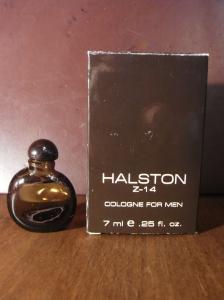 HALSTON
Z-14
COLOGNE FOR MEN
7 ml e .25 fl. oz.